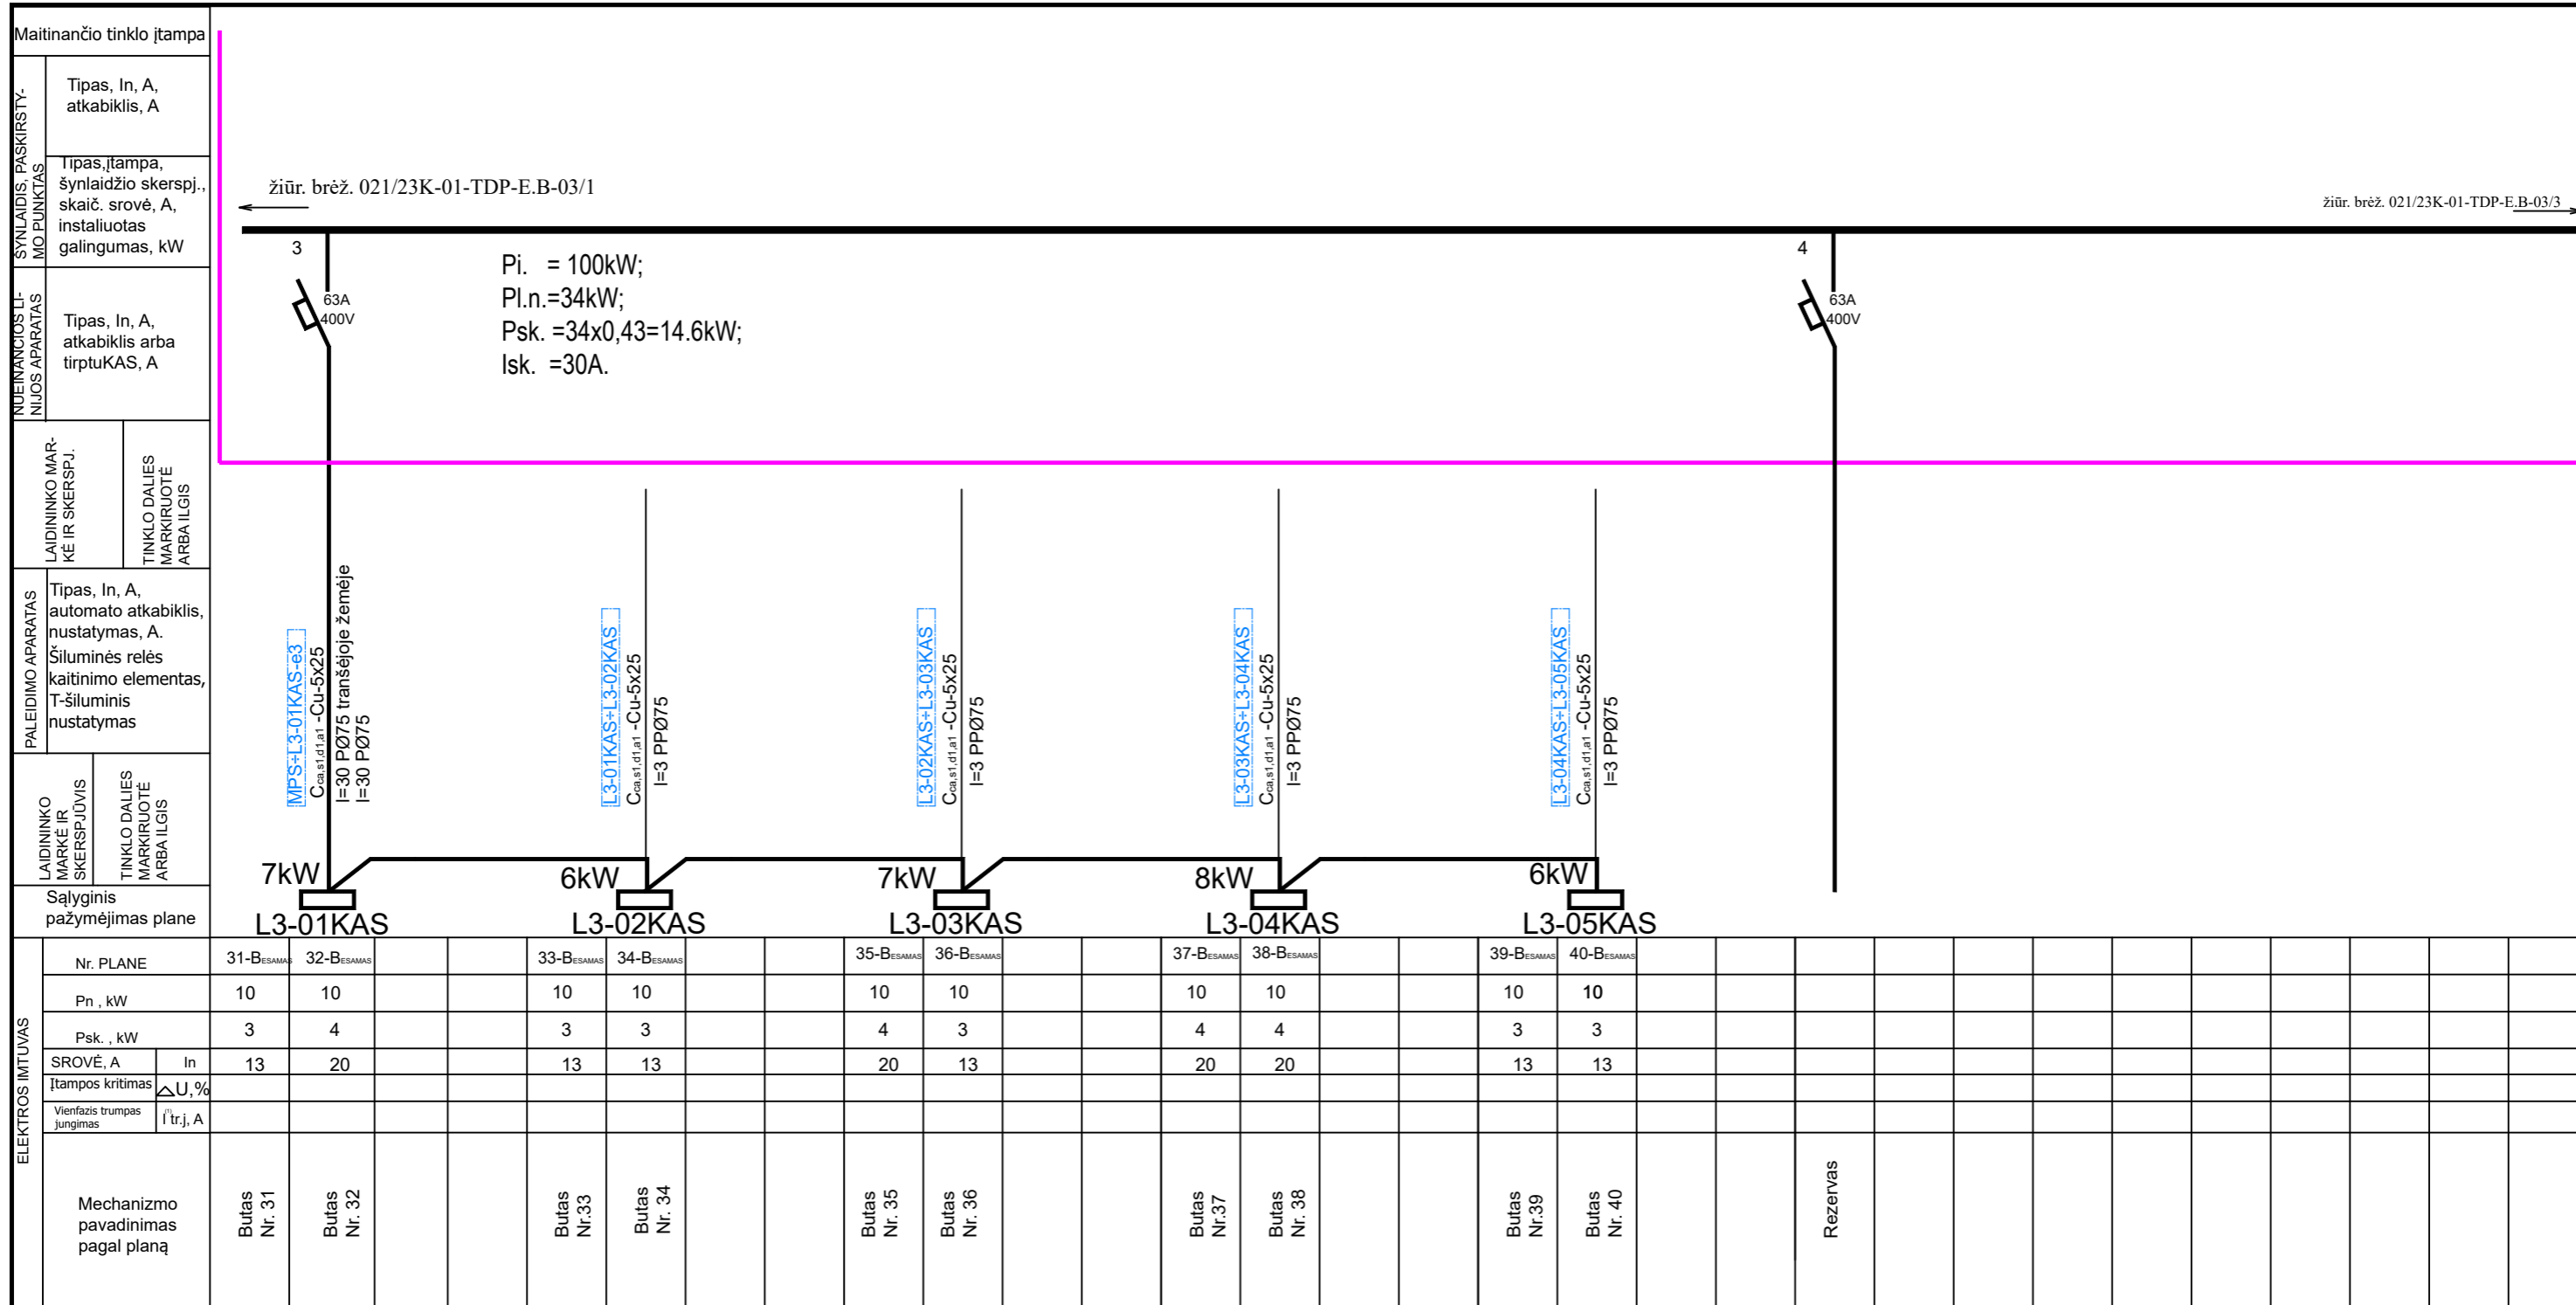 Maitinančio tinklo įtampa
ŠYNLAIDIS, PASKIRSTY-
MO PUNKTAS
Tipas, In, A,
atkabiklis, A
Tipas,įtampa,
šynlaidžio skerspj.,
skaič. srovė, A,
instaliuotas
galingumas, kW
NUEINANČIOS LI-
NIJOS APARATAS
Tipas, In, A,
atkabiklis arba
tirptuKAS, A
LAIDININKO MAR-
KĖ IR SKERSPJ.
TINKLO DALIES
MARKIRUOTĖ
ARBA ILGIS
PALEIDIMO APARATAS
Tipas, In, A,
automato atkabiklis,
nustatymas, A.
Šiluminės relės
kaitinimo elementas,
T-šiluminis
nustatymas
LAIDININKO
MARKĖ IR
SKERSPJŪVIS
TINKLO DALIES
MARKIRUOTĖ
ARBA ILGIS
Sąlyginis
pažymėjimas plane
žiūr. brėž. 021/23K-01-TDP-E.B-03/1
žiūr. brėž. 021/23K-01-TDP-E.B-03/3
3
63A
400V
Pi. = 100kW;
Pl.n.=34kW;
Psk. =34x0,43=14.6kW;
Isk. =30A.
4
63A
400V
MPS÷L3-01KAS-e3
Cca,s1,d1,a1 -Cu-5x25
l=30 PØ75 tranšėjoje žemėje
l=30 PØ75
L3-01KAS÷L3-02KAS
Cca,s1,d1,a1 -Cu-5x25
l=3 PPØ75
L3-02KAS÷L3-03KAS
Cca,s1,d1,a1 -Cu-5x25
l=3 PPØ75
L3-03KAS÷L3-04KAS
Cca,s1,d1,a1 -Cu-5x25
l=3 PPØ75
L3-04KAS÷L3-05KAS
Cca,s1,d1,a1 -Cu-5x25
l=3 PPØ75
7kW 6kW 7kW 8kW 6kW
L3-01KAS L3-02KAS L3-03KAS L3-04KAS L3-05KAS
ELEKTROS IMTUVAS
Nr. PLANE 31-BESAMAS 32-BESAMAS 33-BESAMAS 34-BESAMAS 35-BESAMAS 36-BESAMAS 37-BESAMAS 38-BESAMAS 39-BESAMAS 40-BESAMAS
Pn , kW 10 10 10 10 10 10 10 10 10 10
Psk. , kW 3 4 3 3 4 3 4 4 3 3
SROVĖ, A In 13 20 13 13 20 13 20 20 13 13
Įtampos kritimas △U,%
Vienfazis trumpas
jungimas
I(1)tr.j, A
Mechanizmo
pavadinimas
pagal planą
Butas
Nr. 31
Butas
Nr. 32
Butas
Nr.33
Butas
Nr. 34
Butas
Nr. 35
Butas
Nr. 36
Butas
Nr.37
Butas
Nr. 38
Butas
Nr.39
Butas
Nr. 40
Rezervas